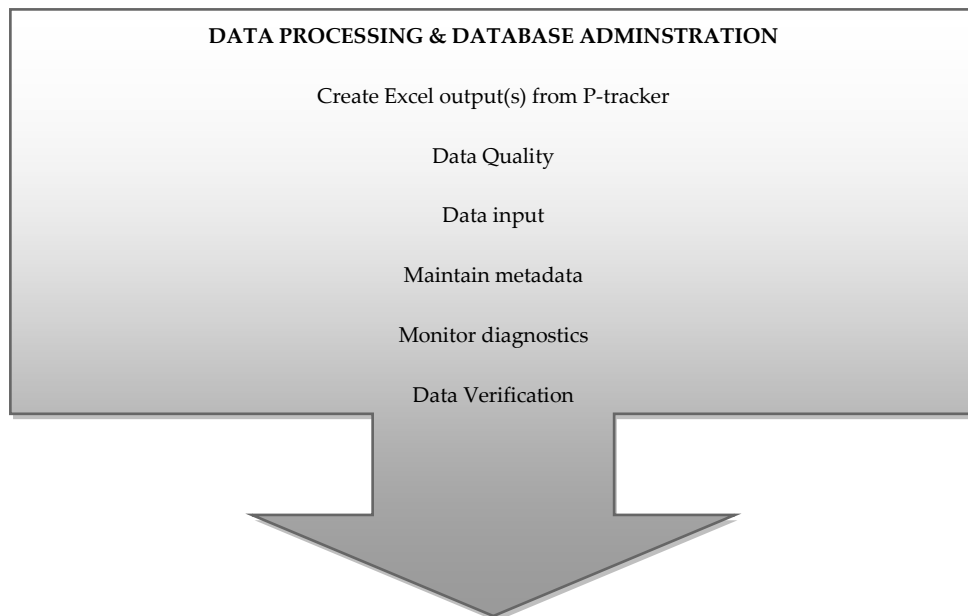 DATA PROCESSING & DATABASE ADMINSTRATION
Create Excel output(s) from P-tracker
Data Quality
Data input
Maintain metadata
Monitor diagnostics
Data Verification